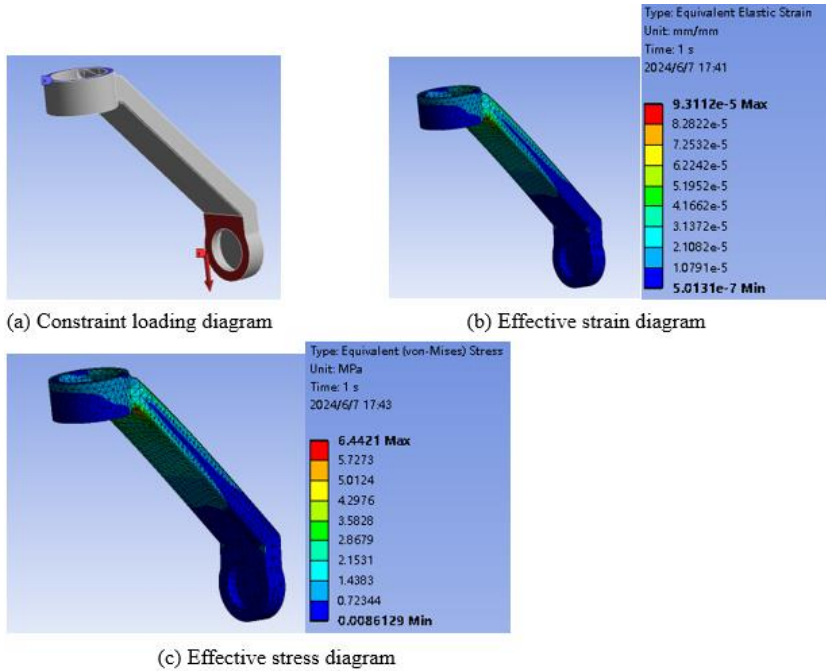 Type: Equivalent Elastic Strain
Unit: mm/mm
Time: 1 s
2024/6/7 17:41
9.3112e-5 Max
8.2822e-5
7.2532e-5
6.2242e-5
5.1952e-5
4.1662e-5
3.1372e-5
2.1082e-5
1.0791e-5
5.0131e-7 Min
(a) Constraint loading diagram
(b) Effective strain diagram
Type: Equivalent (von-Mises) Stress
Unit: MPa
Time: 1 s
2024/6/7 17:43
6.4421 Max
5.7273
5.0124
4.2976
3.5828
2.8679
2.1531
1.4383
0.72344
0.0086129 Min
(c) Effective stress diagram